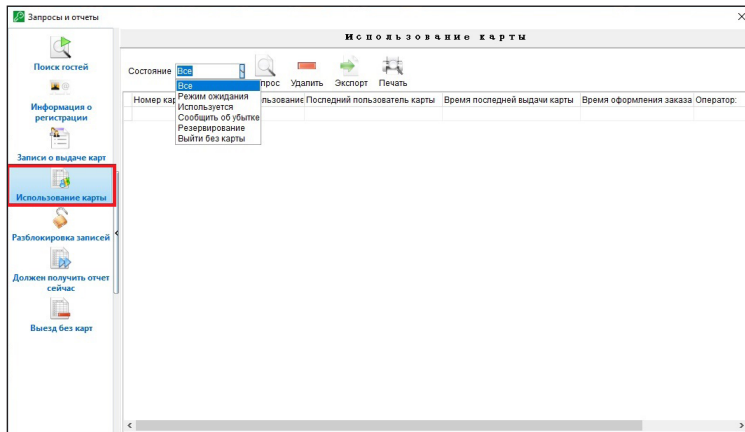 Запросы и отчеты
Использование карты
Поиск гостей
Информация о
регистрации
Записи о выдаче карт
Использование карты
Разблокировка записей
Должен получить отчет
сейчас
Выезд без карт
Состояние Все
прос Удалить Экспорт Печать
Все
Режим ожидания
Используется
Сообщить об убытке
Резервирование
Выйти без карты
Номер кар пользование Последний пользователь карты Время последней выдачи карты Время оформления заказа Оператор: